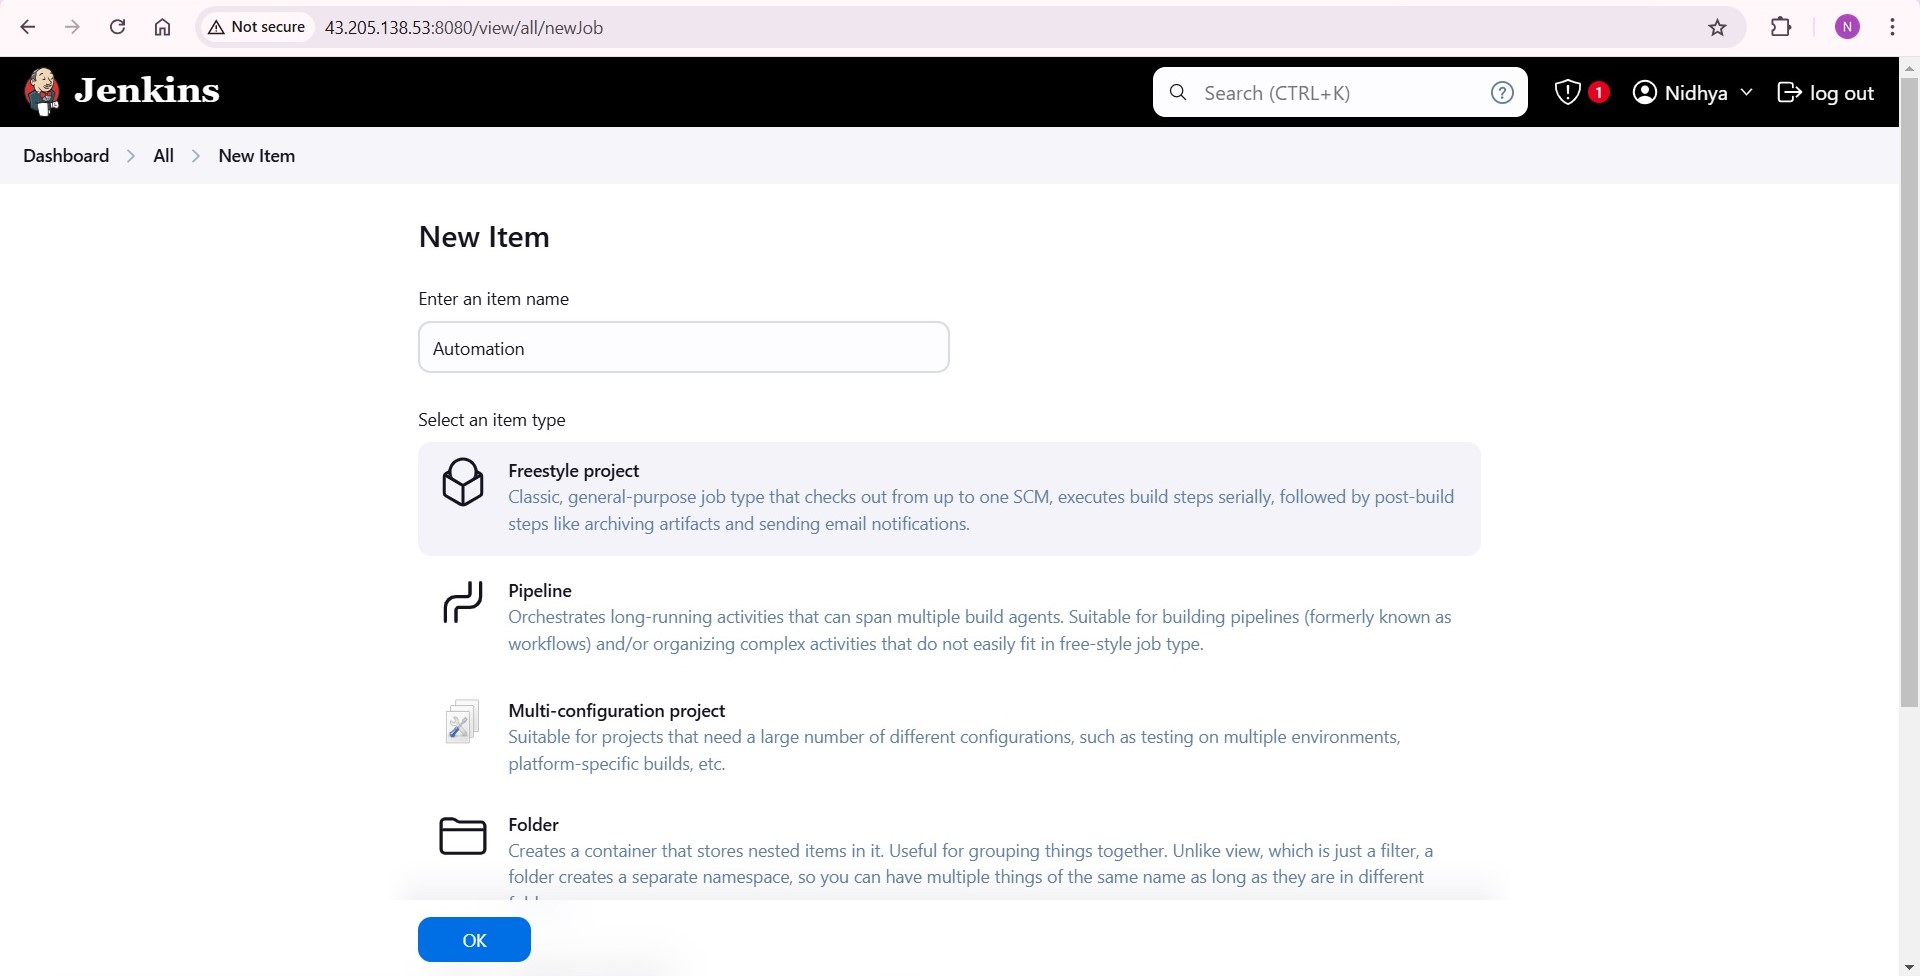 Not secure 43.205.138.53:8080/view/all/newJob N
Jenkins Search (CTRL+K) ? 1 Nidhya log out
Dashboard > All > New Item
New Item
Enter an item name
Automation
Select an item type
Freestyle project
Classic, general-purpose job type that checks out from up to one SCM, executes build steps serially, followed by post-build
steps like archiving artifacts and sending email notifications.
Pipeline
Orchestrates long-running activities that can span multiple build agents. Suitable for building pipelines (formerly known as
workflows) and/or organizing complex activities that do not easily fit in free-style job type.
Multi-configuration project
Suitable for projects that need a large number of different configurations, such as testing on multiple environments,
platform-specific builds, etc.
Folder
Creates a container that stores nested items in it. Useful for grouping things together. Unlike view, which is just a filter, a
folder creates a separate namespace, so you can have multiple things of the same name as long as they are in different
OK